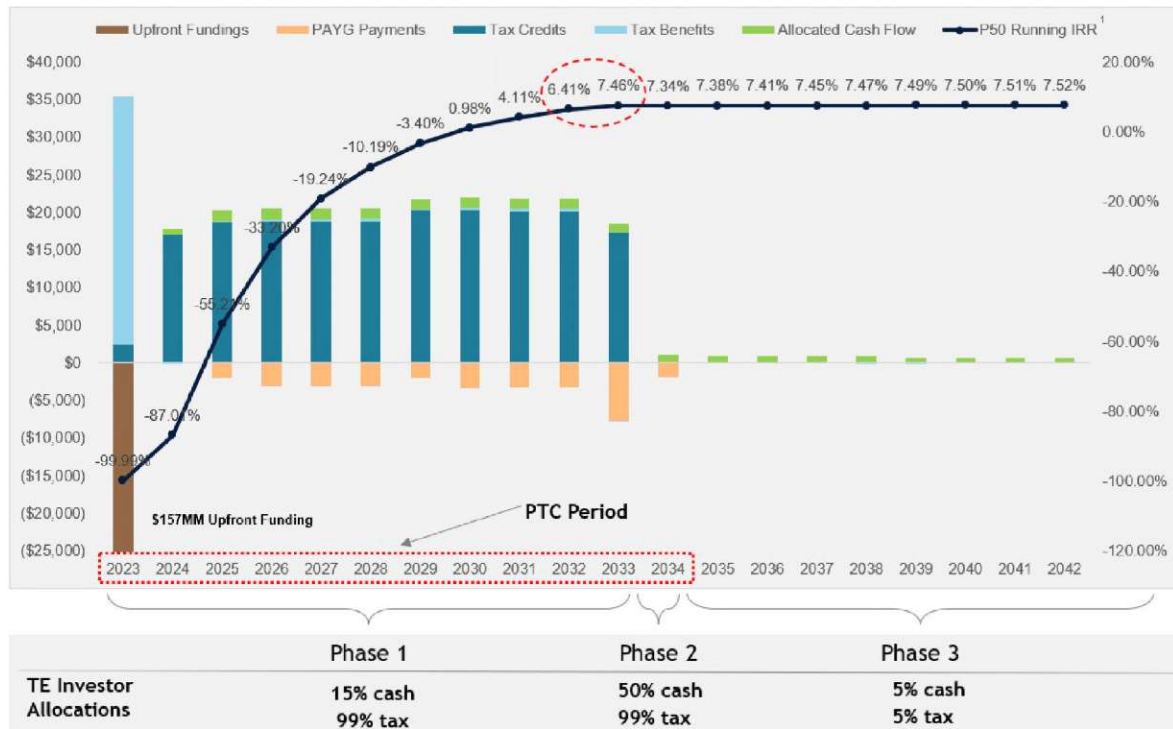 Upfront Fundings PAYG Payments Tax Credits Tax Benefits Allocated Cash Flow P50 Running IRR 1
$40,000 20.00%
6.41% 7.46% 7.34% 7.38% 7.41% 7.45% 7.47% 7.49% 7.50% 7.51% 7.52%
4.11%
$35,000
0.98%
0.00%
-3.40%
$30,000
-10.19%
$25,000
-19.24%
-20.00%
$20,000
-33.20%
$15,000
-40.00%
$10,000
-55.21%
$5,000
-60.00%
$0
($5,000)
-80.00%
-87.01%
($10,000)
-99.99%
($15,000)
-100.00%
($20,000)
$157MM Upfront Funding
PTC Period
($25,000) -120.00%
2023 2024 2025 2026 2027 2028 2029 2030 2031 2032 2033 2034 2035 2036 2037 2038 2039 2040 2041 2042
Phase 1 Phase 2 Phase 3
TE Investor
Allocations
15% cash 50% cash 5% cash
99% tax 99% tax 5% tax